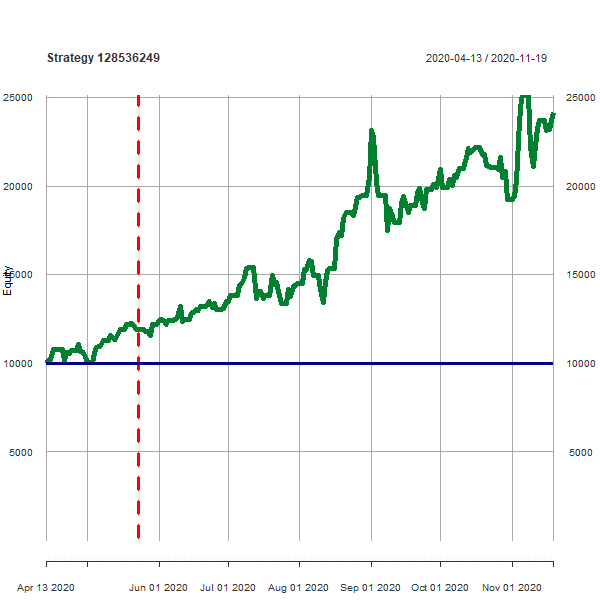 Strategy 128536249
2020-04-13 / 2020-11-19
25000
25000
20000
20000
15000
15000
Equity
10000
10000
5000
5000
Apr 13 2020
Jun 01 2020
Jul 01 2020
Aug 01 2020
Sep 01 2020
Oct 01 2020
Nov 01 2020